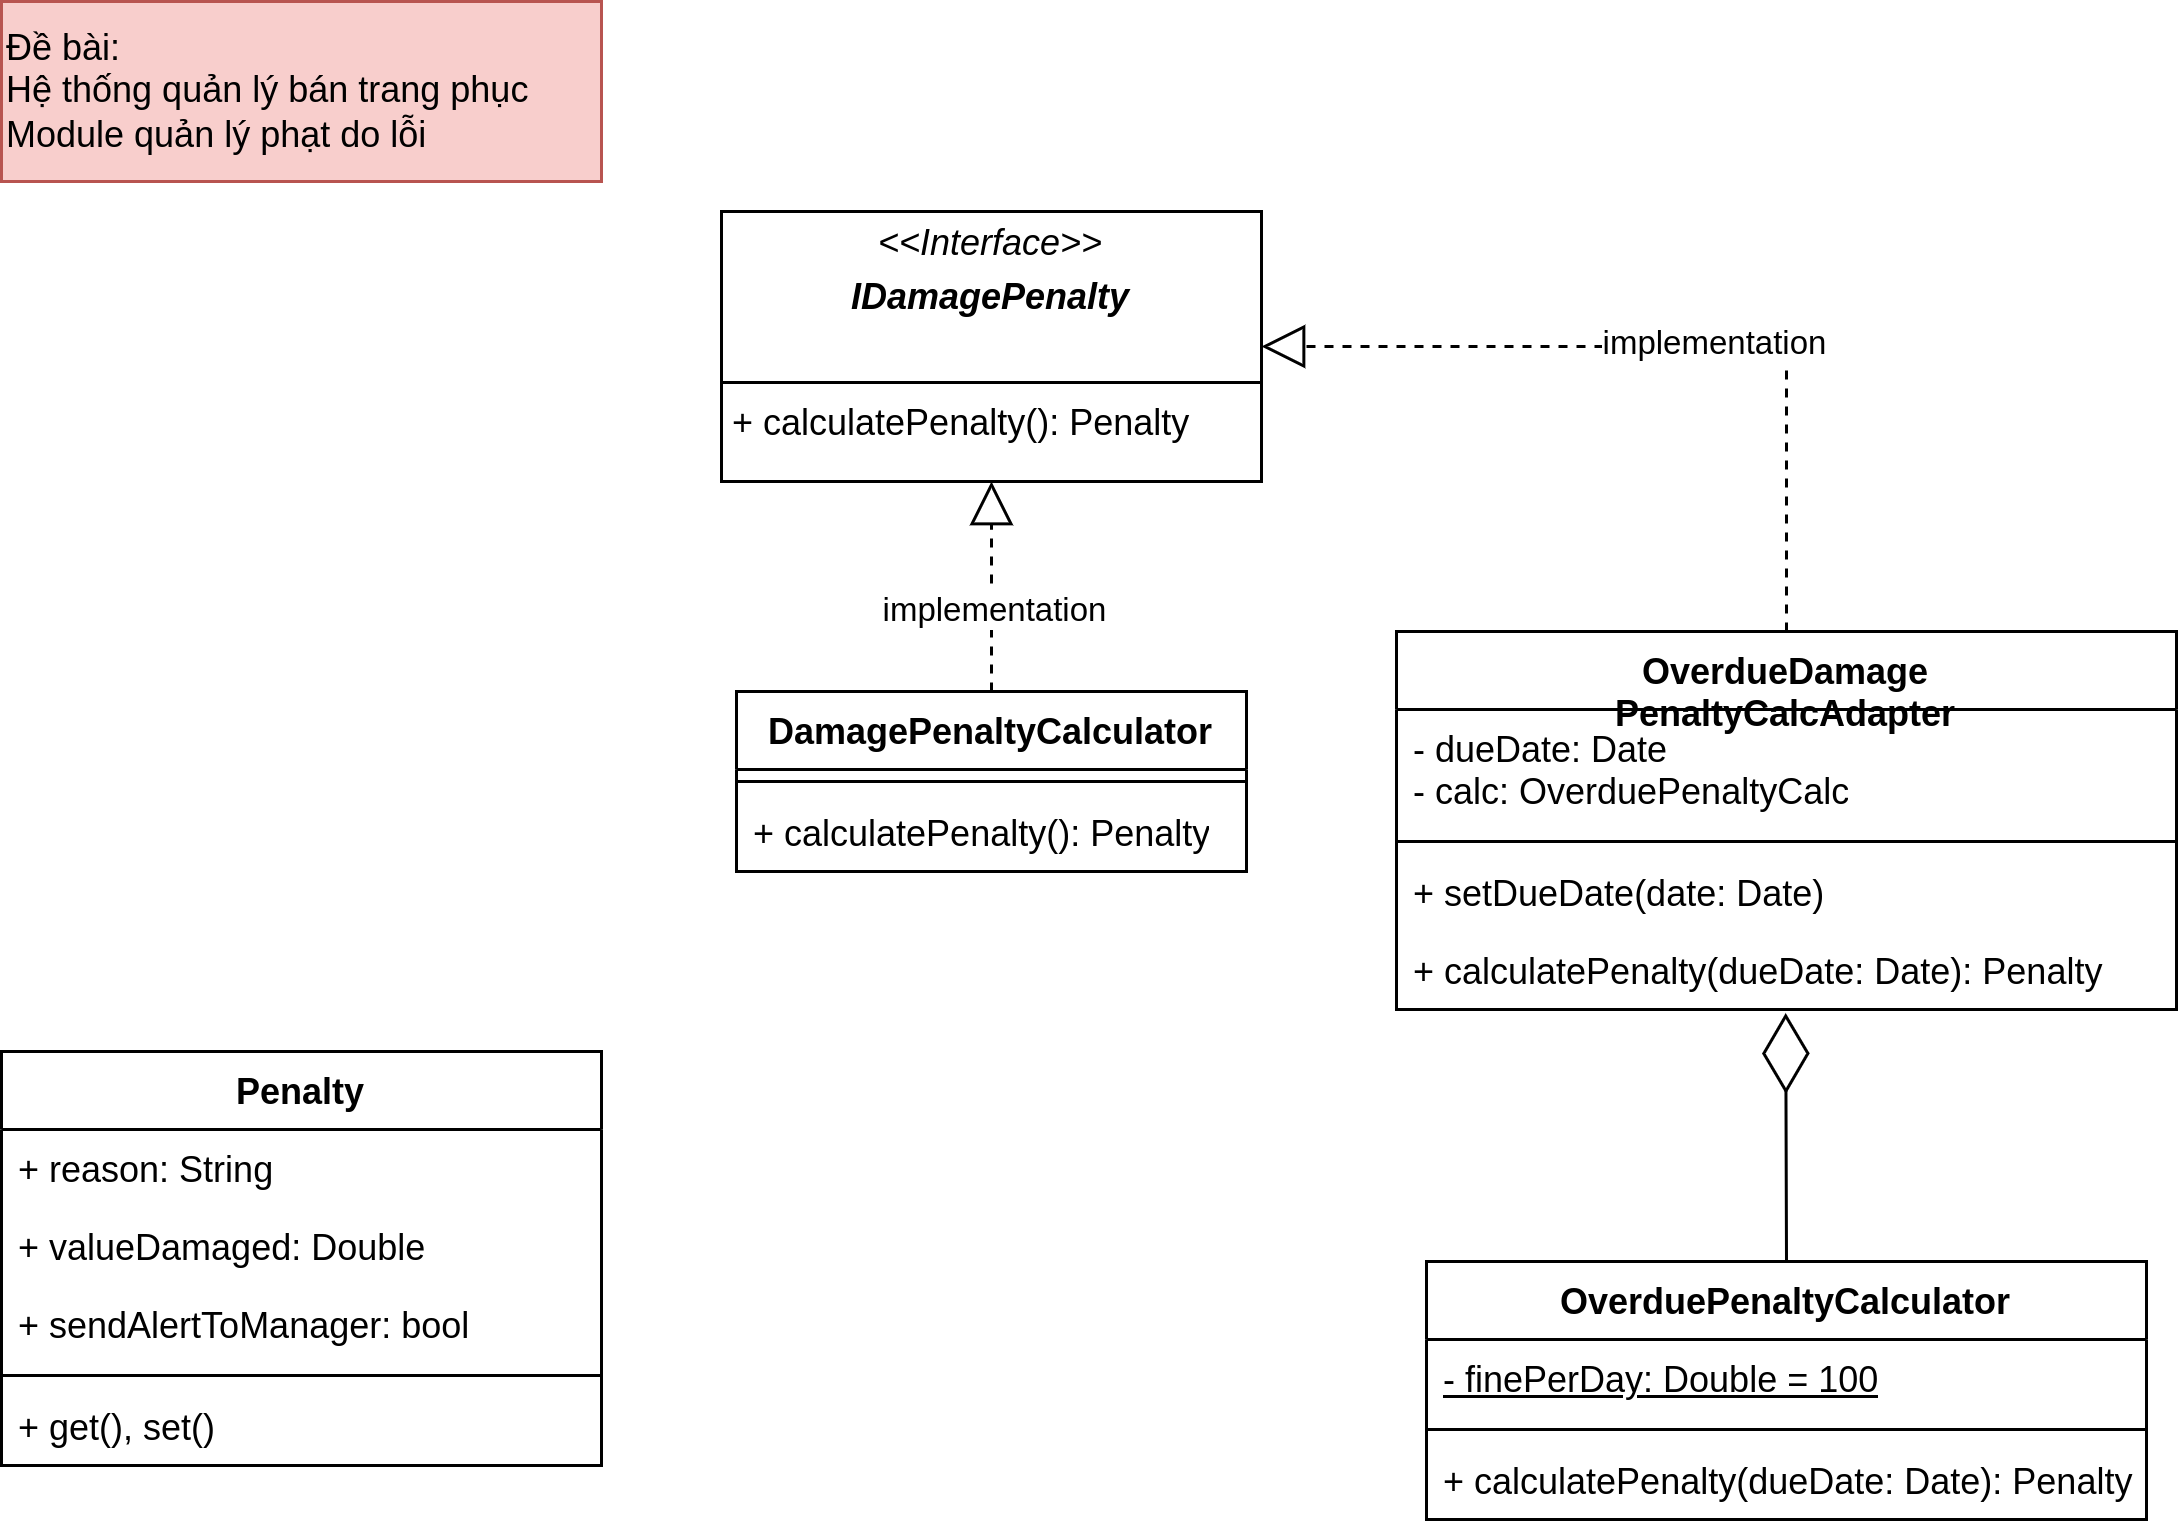 Đề bài:
Hệ thống quản lý bán trang phục
Module quản lý phạt do lỗi
<<Interface>>
IDamagePenalty
+ calculatePenalty(): Penalty
implementation
implementation
DamagePenaltyCalculator
+ calculatePenalty(): Penalty
OverdueDamage
PenaltyCalcAdapter
- dueDate: Date
- calc: OverduePenaltyCalc
+ setDueDate(date: Date)
+ calculatePenalty(dueDate: Date): Penalty
Penalty
+ reason: String
+ valueDamaged: Double
+ sendAlertToManager: bool
+ get(), set()
OverduePenaltyCalculator
- finePerDay: Double = 100
+ calculatePenalty(dueDate: Date): Penalty